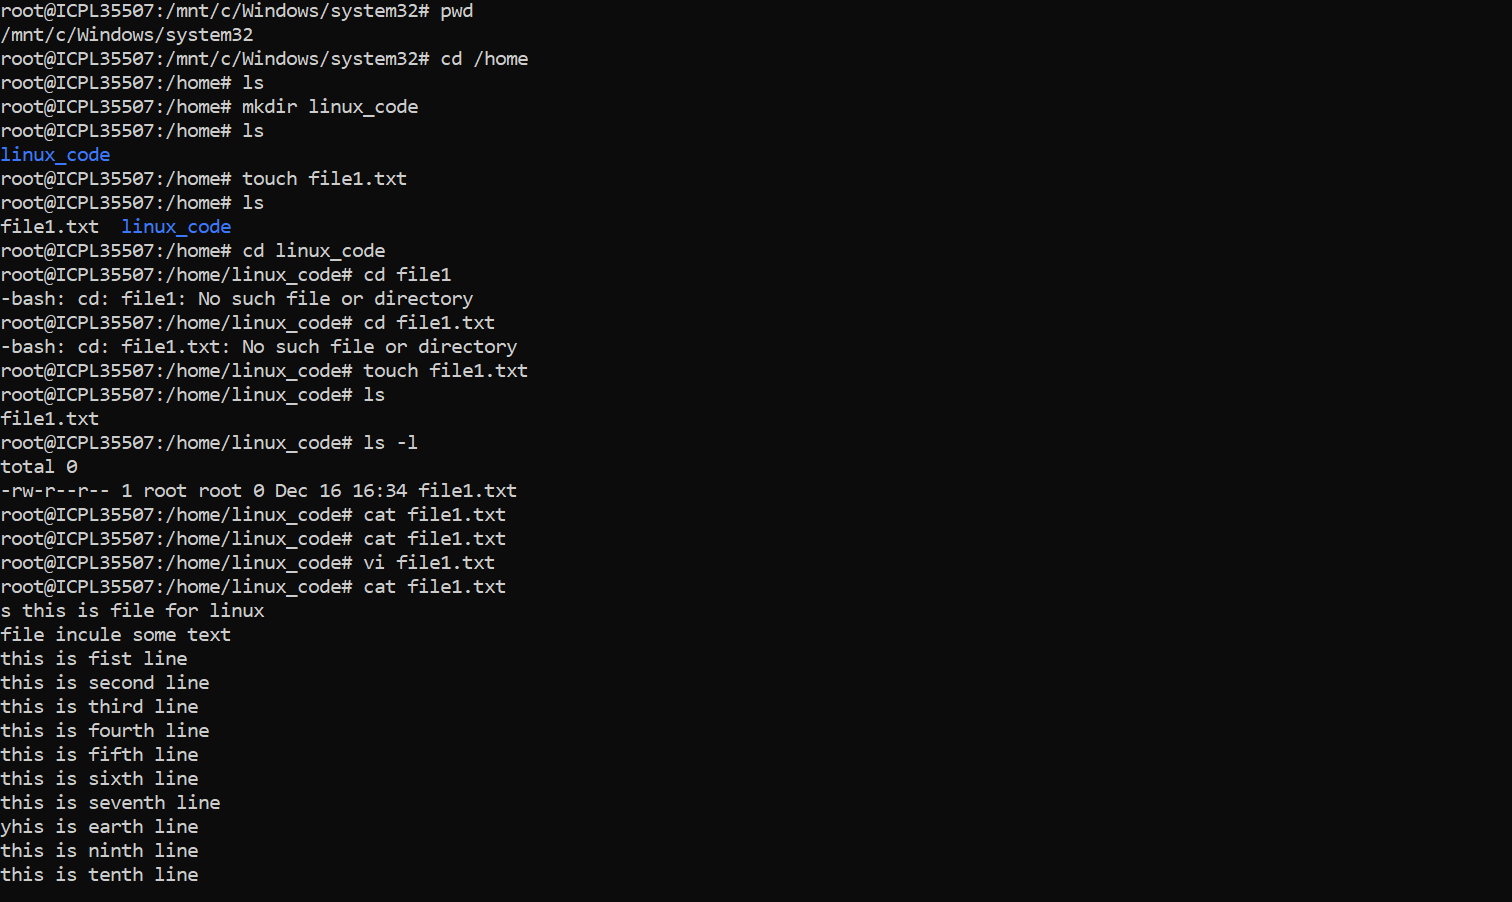 root@ICPL35507:/mnt/c/Windows/system32# pwd
/mnt/c/Windows/system32
root@ICPL35507:/mnt/c/Windows/system32# cd /home
root@ICPL35507:/home# ls
root@ICPL35507:/home# mkdir linux_code
root@ICPL35507:/home# ls
linux_code
root@ICPL35507:/home# touch file1.txt
root@ICPL35507:/home# ls
file1.txt  linux_code
root@ICPL35507:/home# cd linux_code
root@ICPL35507:/home/linux_code# cd file1
-bash: cd: file1: No such file or directory
root@ICPL35507:/home/linux_code# cd file1.txt
-bash: cd: file1.txt: No such file or directory
root@ICPL35507:/home/linux_code# touch file1.txt
root@ICPL35507:/home/linux_code# ls
file1.txt
root@ICPL35507:/home/linux_code# ls -l
total 0
-rw-r--r-- 1 root root 0 Dec 16 16:34 file1.txt
root@ICPL35507:/home/linux_code# cat file1.txt
root@ICPL35507:/home/linux_code# cat file1.txt
root@ICPL35507:/home/linux_code# vi file1.txt
root@ICPL35507:/home/linux_code# cat file1.txt
s this is file for linux
file incule some text
this is fist line
this is second line
this is third line
this is fourth line
this is fifth line
this is sixth line
this is seventh line
yhis is earth line
this is ninth line
this is tenth line